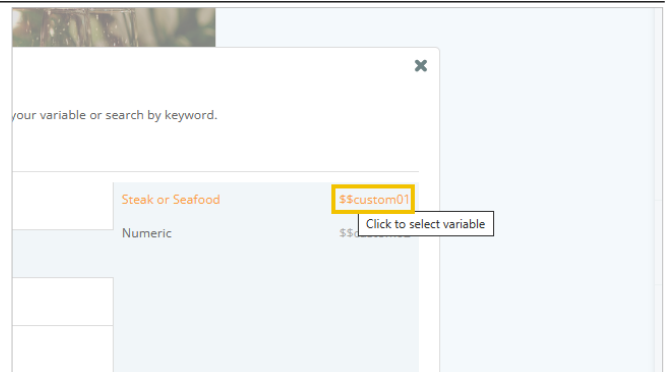 your variable or search by keyword.
Steak or Seafood $$custom01
Click to select variable
Numeric